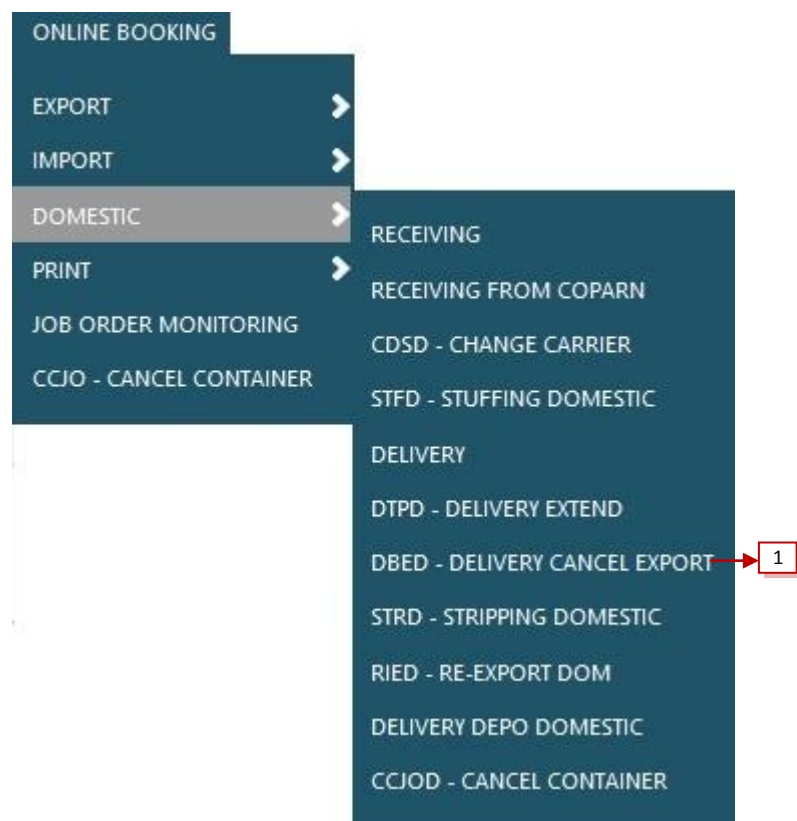 ONLINE BOOKING
EXPORT
IMPORT
DOMESTIC
PRINT
JOB ORDER MONITORING
CCJO - CANCEL CONTAINER
RECEIVING
RECEIVING FROM COPARN
CDSD - CHANGE CARRIER
STFD - STUFFING DOMESTIC
DELIVERY
DTPD - DELIVERY EXTEND
DBED - DELIVERY CANCEL EXPORT
1
STRD - STRIPPING DOMESTIC
RIED - RE-EXPORT DOM
DELIVERY DEPO DOMESTIC
CCJOD - CANCEL CONTAINER